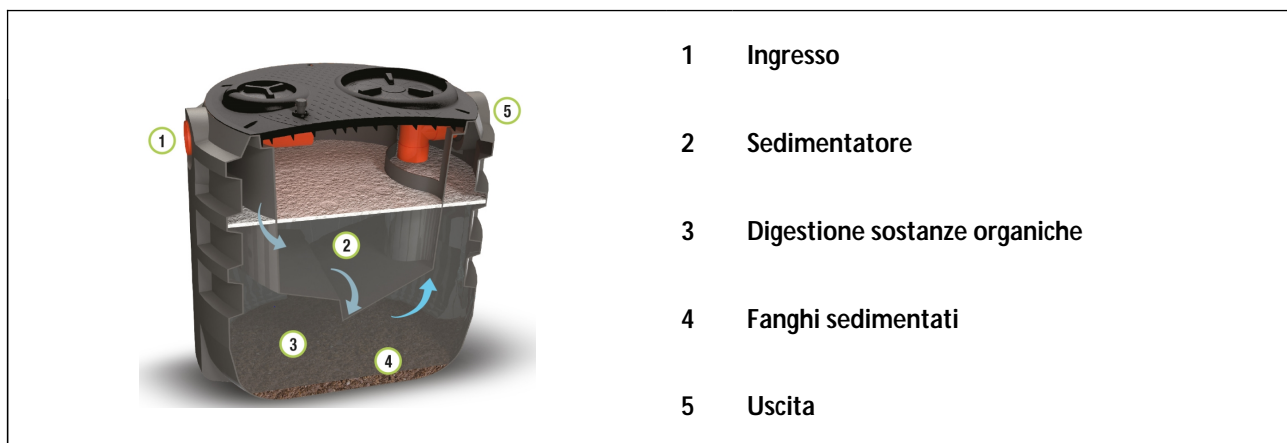 1
5
2
3
4
1 Ingresso
2 Sedimentatore
3 Digestione sostanze organiche
4 Fanghi sedimentati
5 Uscita